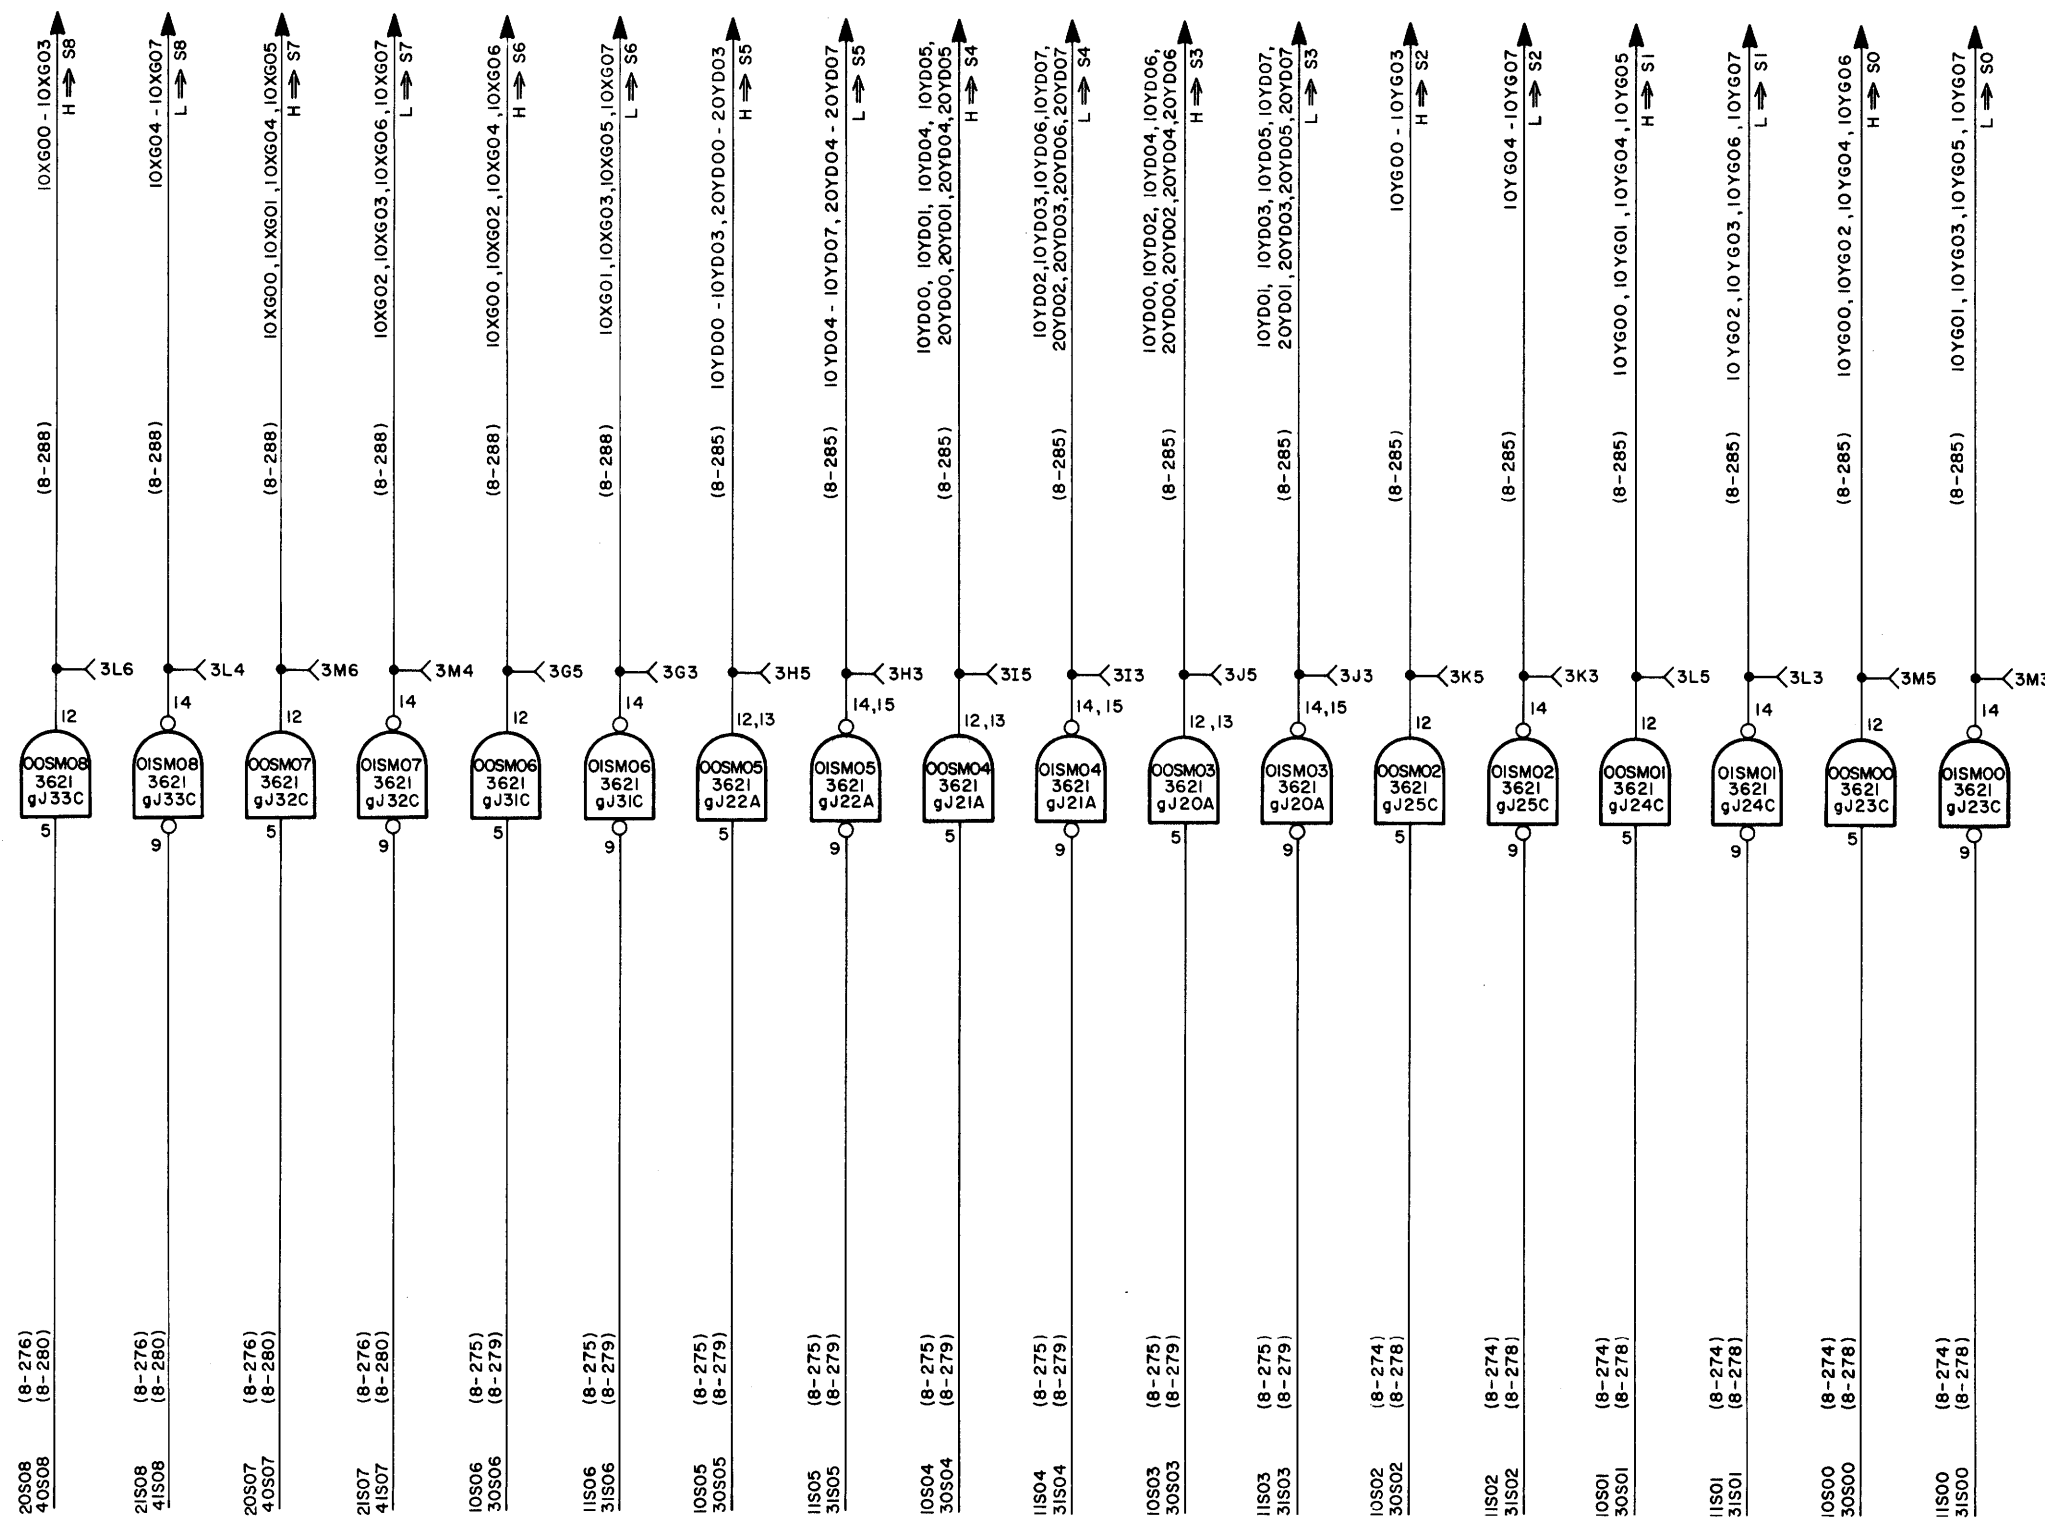 10XG00 - 10XG03
H ⇒ S8
(8-288)
3L6
12
00SM08
3621
gJ33C
5
(8-276)
(8-280)
20S08
40S08
10XG04 - 10XG07
L ⇒ S8
(8-288)
3L4
14
01SM08
3621
gJ33C
9
(8-276)
(8-280)
21S08
41S08
10XG00, 10XG01, 10XG04, 10XG05
H ⇒ S7
(8-288)
3M6
12
00SM07
3621
gJ32C
5
(8-276)
(8-280)
20S07
40S07
10XG02, 10XG03, 10XG06, 10XG07
L ⇒ S7
(8-288)
3M4
14
01SM07
3621
gJ32C
9
(8-276)
(8-280)
21S07
41S07
10XG00, 10XG02, 10XG04, 10XG06
H ⇒ S6
(8-288)
3G5
12
00SM06
3621
gJ31C
5
(8-275)
(8-279)
10S06
30S06
10XG01, 10XG03, 10XG05, 10XG07
L ⇒ S6
(8-288)
3G3
14
01SM06
3621
gJ31C
9
(8-275)
(8-279)
11S06
31S06
10YD00 - 10YD03, 20YD00 - 20YD03
H ⇒ S5
(8-285)
3H5
12,13
00SM05
3621
gJ22A
5
(8-275)
(8-279)
10S05
30S05
10YD04 - 10YD07, 20YD04 - 20YD07
L ⇒ S5
(8-285)
3H3
14,15
01SM05
3621
gJ22A
9
(8-275)
(8-279)
11S05
31S05
10YD00, 10YD01, 10YD04, 10YD05,
20YD00, 20YD01, 20YD04, 20YD05
H ⇒ S4
(8-285)
3I5
12,13
00SM04
3621
gJ21A
5
(8-275)
(8-279)
10S04
30S04
10YD02, 10YD03, 10YD06, 10YD07,
20YD02, 20YD03, 20YD06, 20YD07
L ⇒ S4
(8-285)
3I3
14,15
01SM04
3621
gJ21A
9
(8-275)
(8-279)
11S04
31S04
10YD00, 10YD02, 10YD04, 10YD06,
20YD00, 20YD02, 20YD04, 20YD06
H ⇒ S3
(8-285)
3J5
12,13
00SM03
3621
gJ20A
5
(8-275)
(8-279)
10S03
30S03
10YD01, 10YD03, 10YD05, 10YD07,
20YD01, 20YD03, 20YD05, 20YD07
L ⇒ S3
(8-285)
3J3
14,15
01SM03
3621
gJ20A
9
(8-275)
(8-279)
11S03
31S03
10YG00 - 10YG03
H ⇒ S2
(8-285)
3K5
12
00SM02
3621
gJ25C
5
(8-274)
(8-278)
10S02
30S02
10YG04 - 10YG07
L ⇒ S2
(8-285)
3K3
14
01SM02
3621
gJ25C
9
(8-274)
(8-278)
11S02
31S02
10YG00, 10YG01, 10YG04, 10YG05
H ⇒ S1
(8-285)
3L5
12
00SM01
3621
gJ24C
5
(8-274)
(8-278)
10S01
30S01
10YG02, 10YG03, 10YG06, 10YG07
L ⇒ S1
(8-285)
3L3
14
01SM01
3621
gJ24C
9
(8-274)
(8-278)
11S01
31S01
10YG00, 10YG02, 10YG04, 10YG06
H ⇒ S0
(8-285)
3M5
12
00SM00
3621
gJ23C
5
(8-274)
(8-278)
10S00
30S00
10YG01, 10YG03, 10YG05, 10YG07
L ⇒ S0
(8-285)
3M3
14
01SM00
3621
gJ23C
9
(8-274)
(8-278)
11S00
31S00